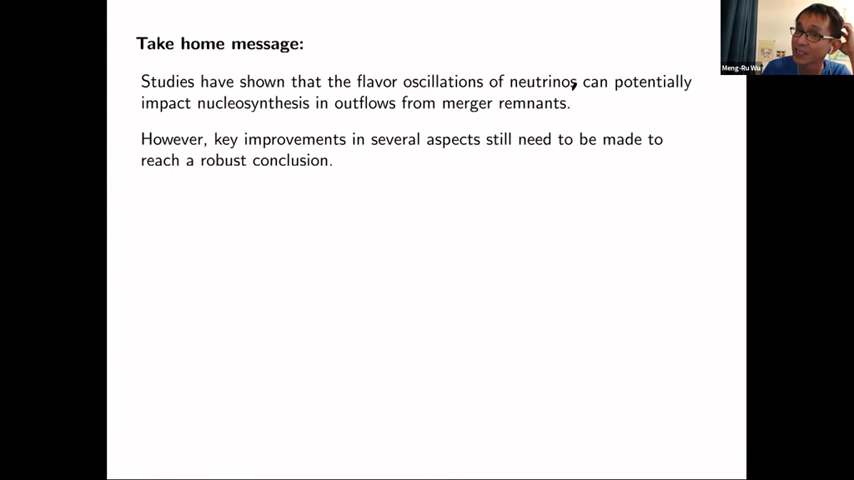 Take home message:
Studies have shown that the flavor oscillations of neutrinos can potentially
impact nucleosynthesis in outflows from merger remnants.
However, key improvements in several aspects still need to be made to
reach a robust conclusion.
Meng-Ru Wu